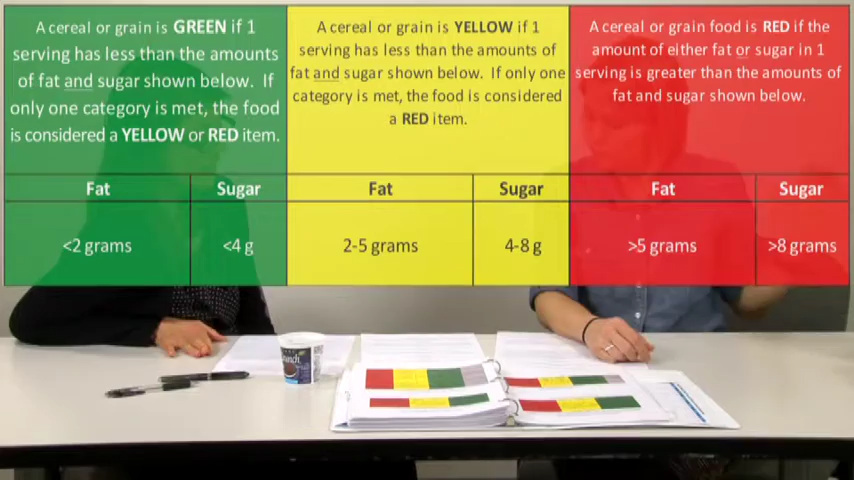 A cereal or grain is GREEN if 1
serving has less than the amounts
of fat and sugar shown below. If
only one category is met, the food
is considered a YELLOW or RED item.
A cereal or grain is YELLOW if 1
serving has less than the amounts of
fat and sugar shown below. If only one
category is met, the food is considered
a RED item.
A cereal or grain food is RED if the
amount of either fat or sugar in 1
serving is greater than the amounts of
fat and sugar shown below.
Fat Sugar Fat Sugar Fat Sugar
<2 grams <4 g 2-5 grams 4-8 g >5 grams >8 grams